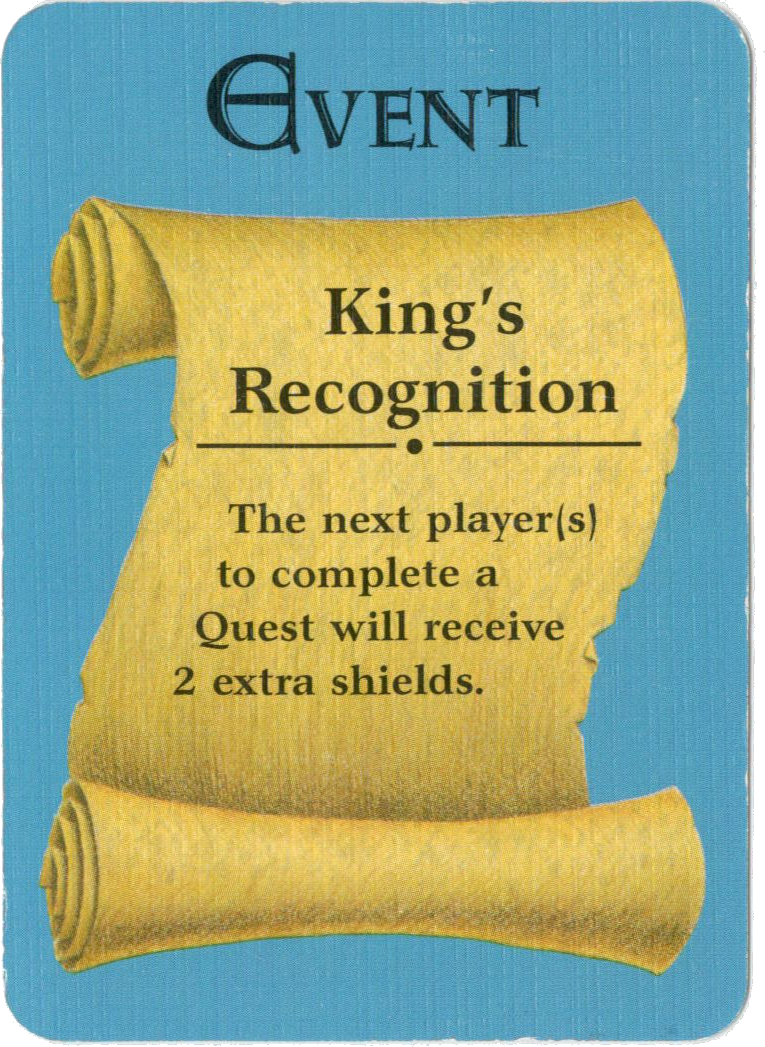 EVENT
King's
Recognition
The next player(s)
to complete a
Quest will receive
2 extra shields.